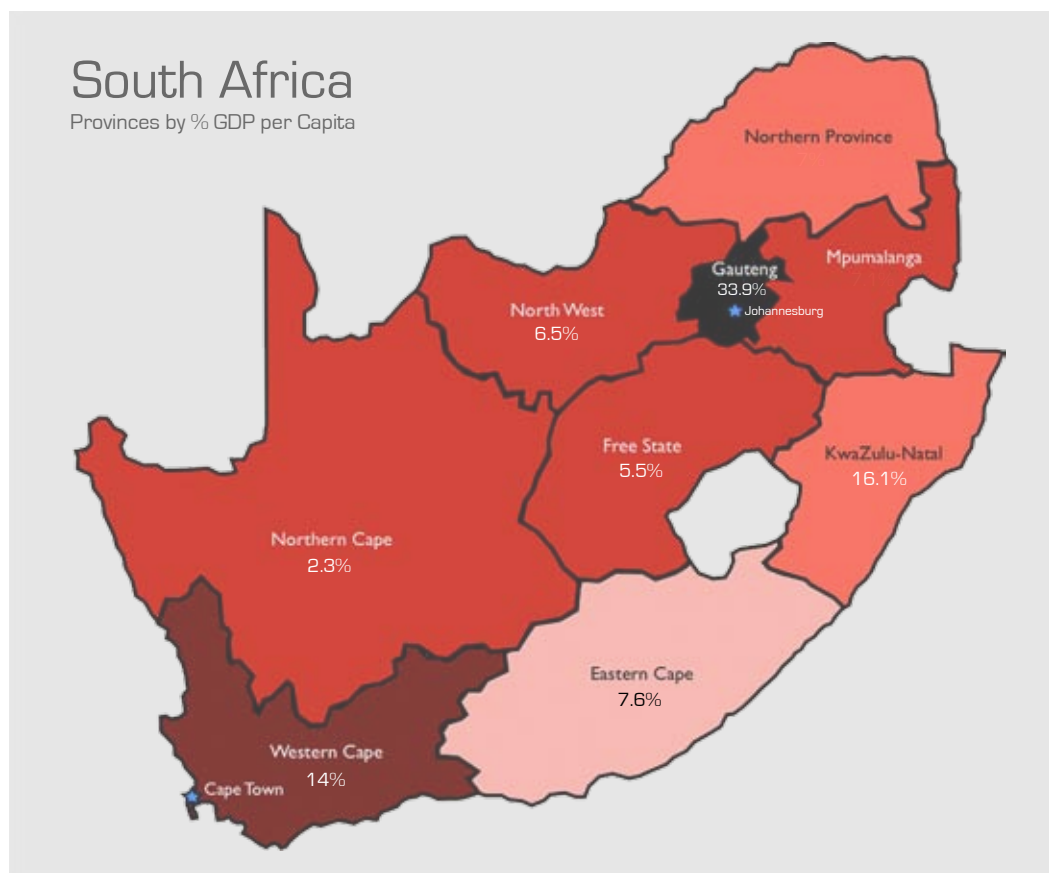 South Africa
Provinces by % GDP per Capita
Northern Province
Mpumalanga
Gauteng
33.9%
Johannesburg
North West
6.5%
Free State
5.5%
KwaZulu-Natal
16.1%
Northern Cape
2.3%
Eastern Cape
7.6%
Western Cape
14%
Cape Town